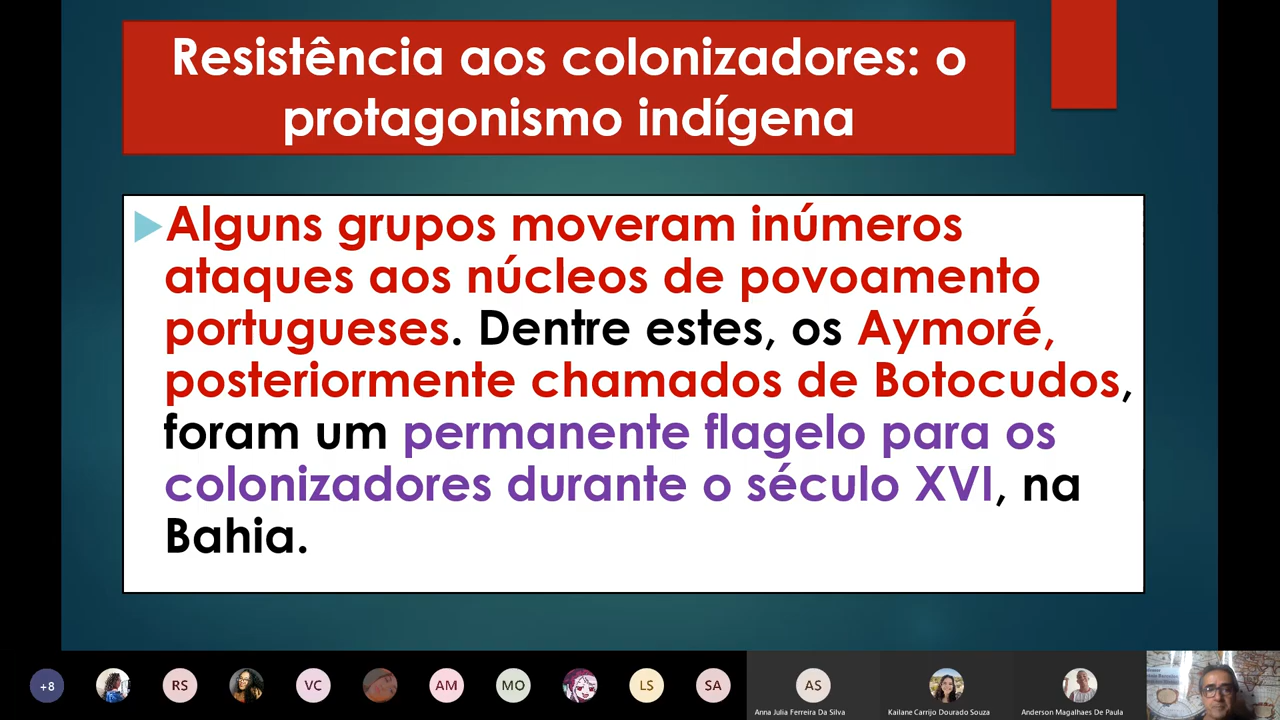 Resistência aos colonizadores: o
protagonismo indígena
Alguns grupos moveram inúmeros
ataques aos núcleos de povoamento
portugueses. Dentre estes, os Aymoré,
posteriormente chamados de Botocudos,
foram um permanente flagelo para os
colonizadores durante o século XVI, na
Bahia.
+8
RS
VC
AM
MO
LS
SA
AS
Anna Julia Ferreira Da Silva
Kailane Carrijo Dourado Souza
Anderson Magalhaes De Paula